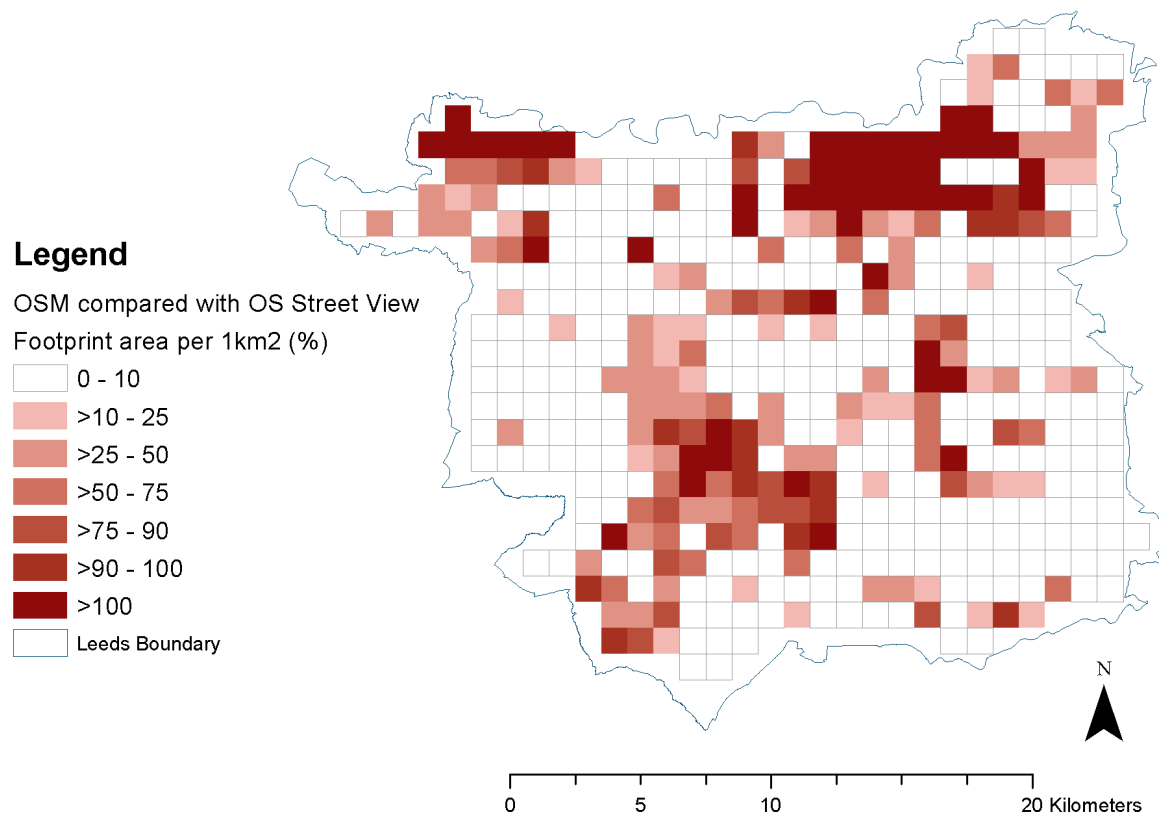 Legend
OSM compared with OS Street View
Footprint area per 1km2 (%)
0 - 10
>10 - 25
>25 - 50
>50 - 75
>75 - 90
>90 - 100
>100
Leeds Boundary
N
0 5 10 20 Kilometers